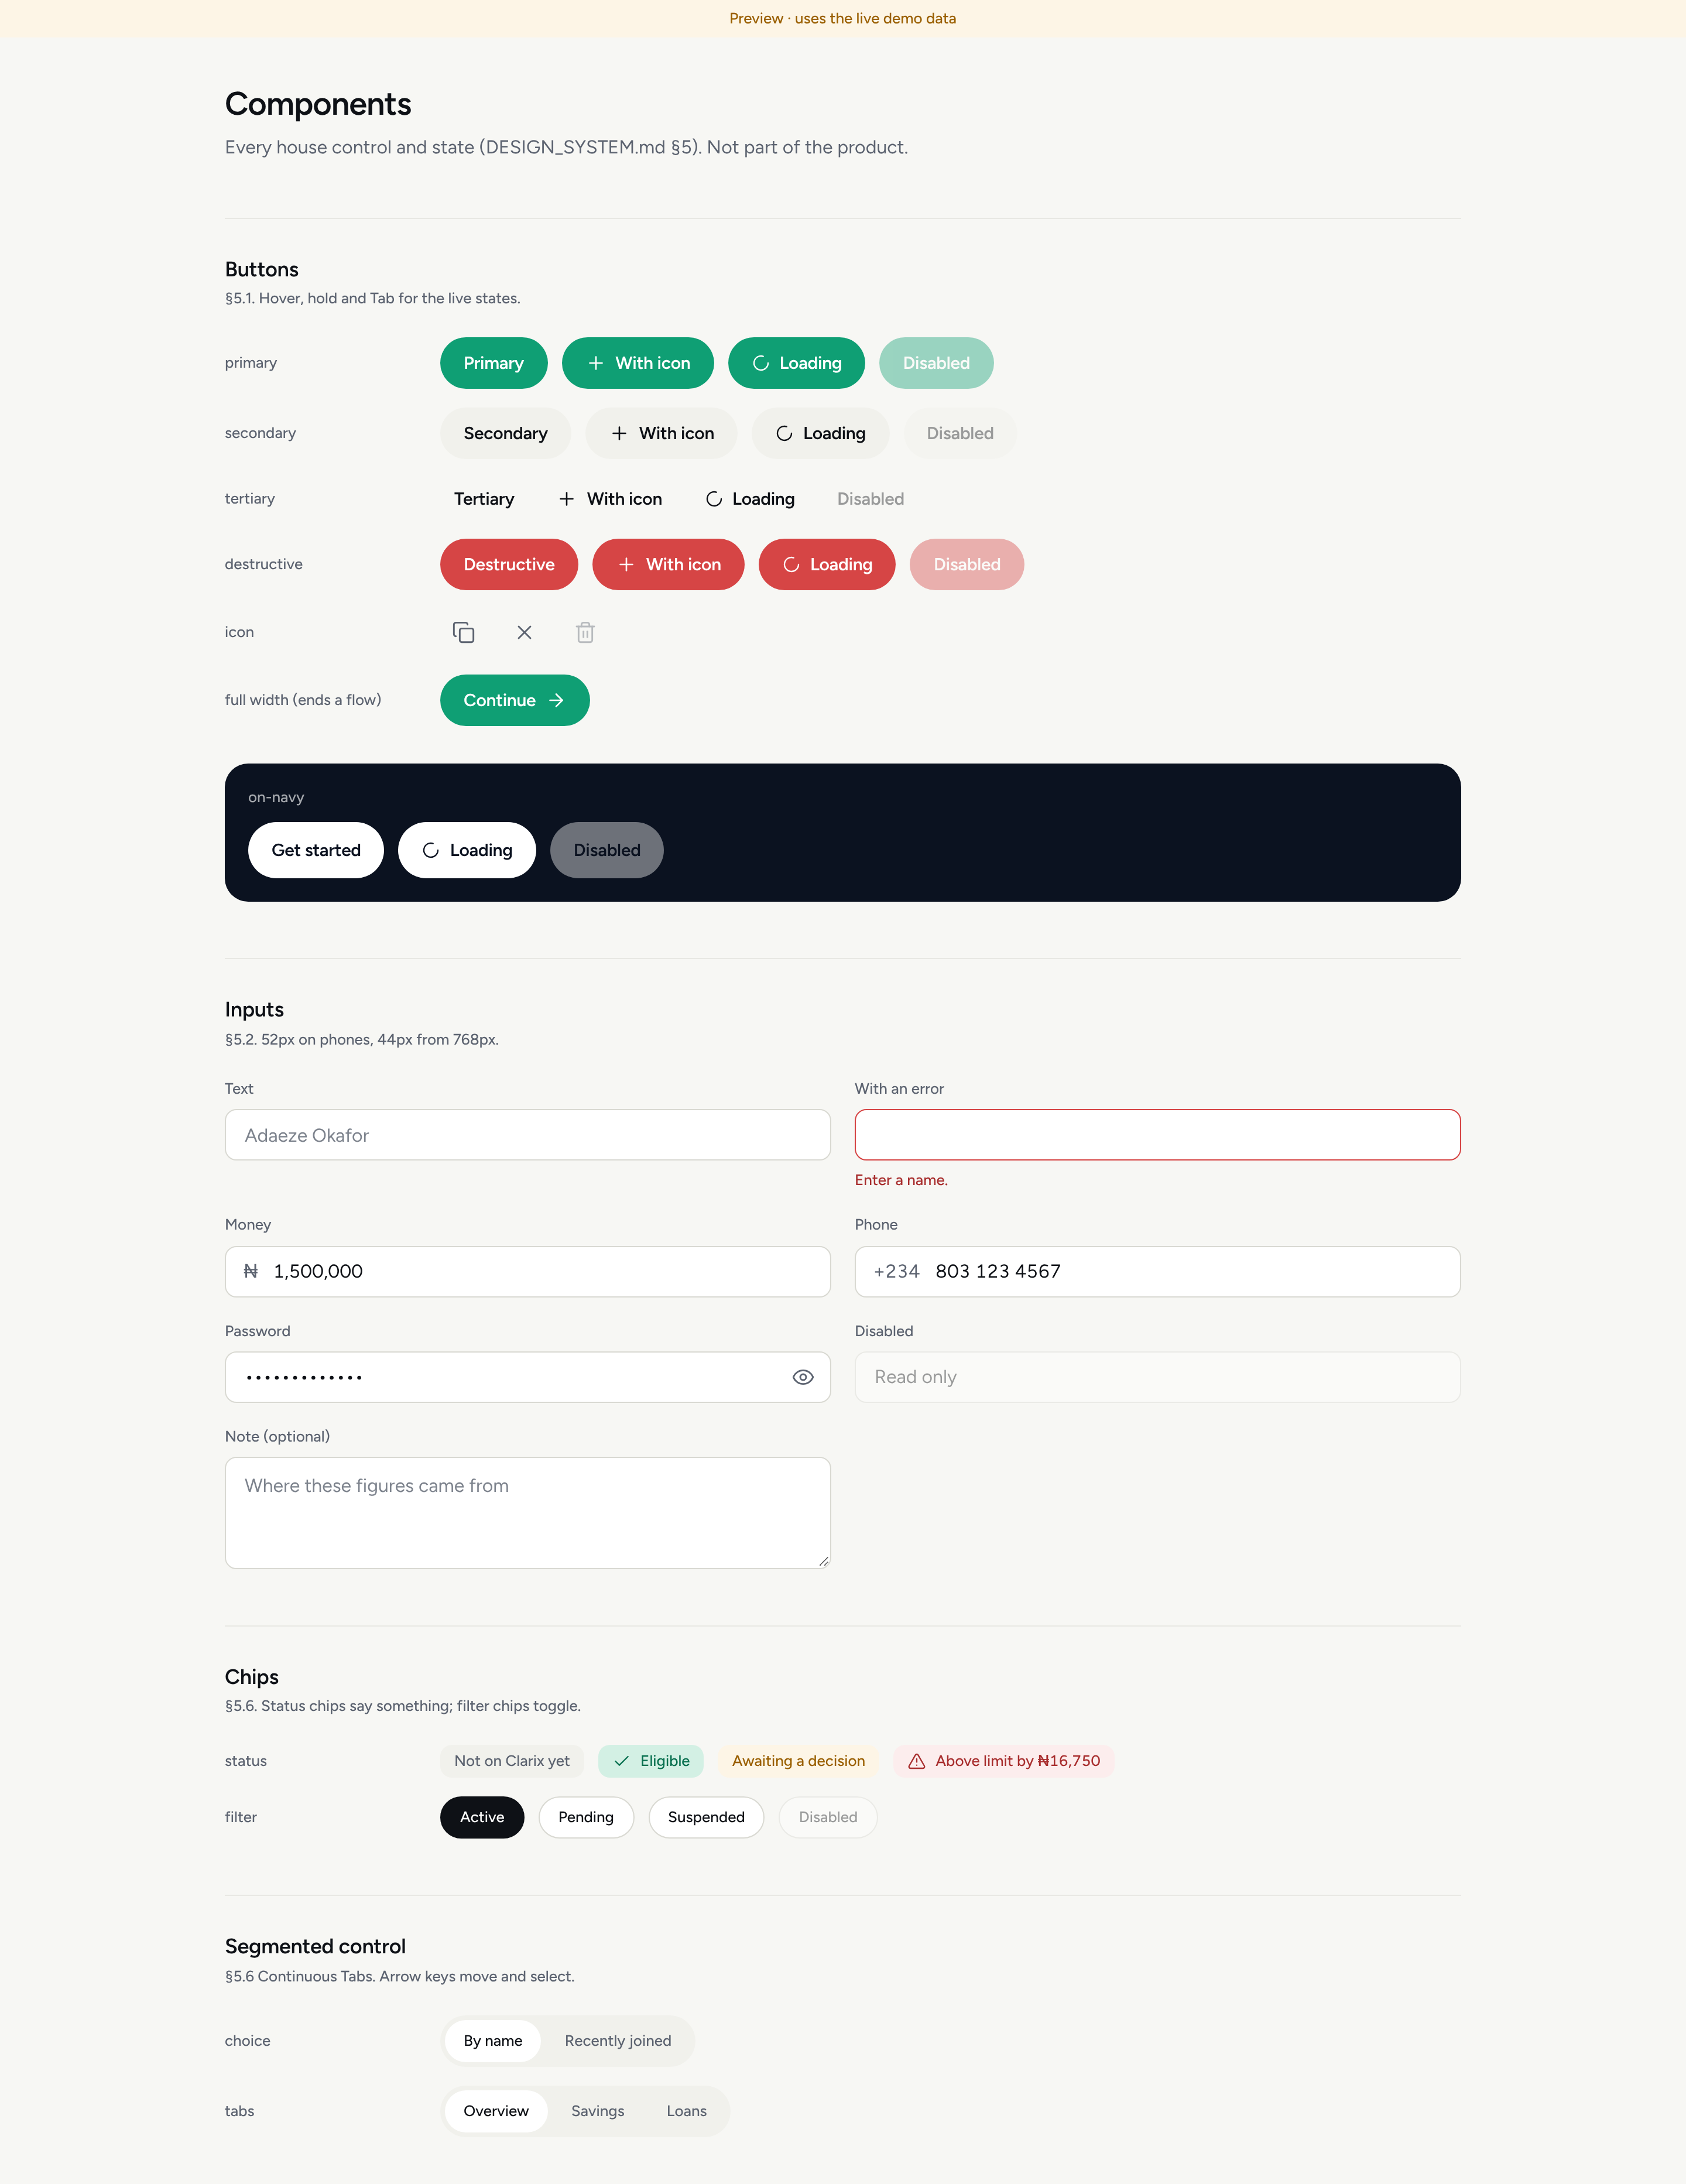 Preview · uses the live demo data
Components
Every house control and state (DESIGN_SYSTEM.md §5). Not part of the product.
Buttons
§5.1. Hover, hold and Tab for the live states.
primary Primary With icon Loading Disabled
secondary Secondary With icon Loading Disabled
tertiary Tertiary With icon Loading Disabled
destructive Destructive With icon Loading Disabled
icon
full width (ends a flow) Continue
on-navy
Get started Loading Disabled
Inputs
§5.2. 52px on phones, 44px from 768px.
Text With an error
Adaeze Okafor
Enter a name.
Money Phone
₦ 1,500,000 +234 803 123 4567
Password Disabled
••••••••••••• Read only
Note (optional)
Where these figures came from
Chips
§5.6. Status chips say something; filter chips toggle.
status Not on Clarix yet Eligible Awaiting a decision Above limit by ₦16,750
filter Active Pending Suspended Disabled
Segmented control
§5.6 Continuous Tabs. Arrow keys move and select.
choice By name Recently joined
tabs Overview Savings Loans